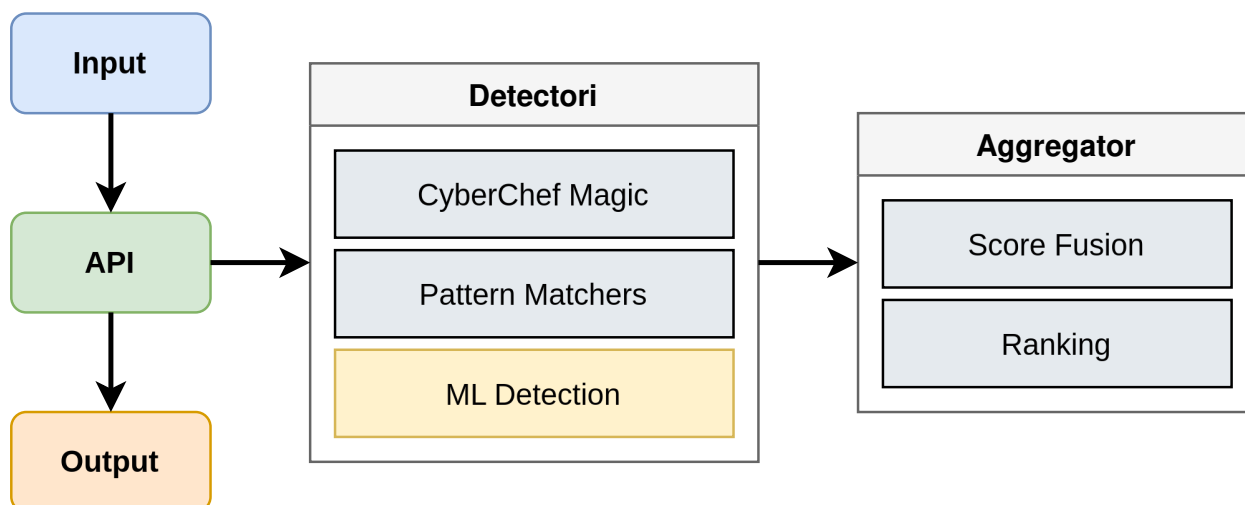 Input
API
Output
Detectori
CyberChef Magic
Pattern Matchers
ML Detection
Aggregator
Score Fusion
Ranking